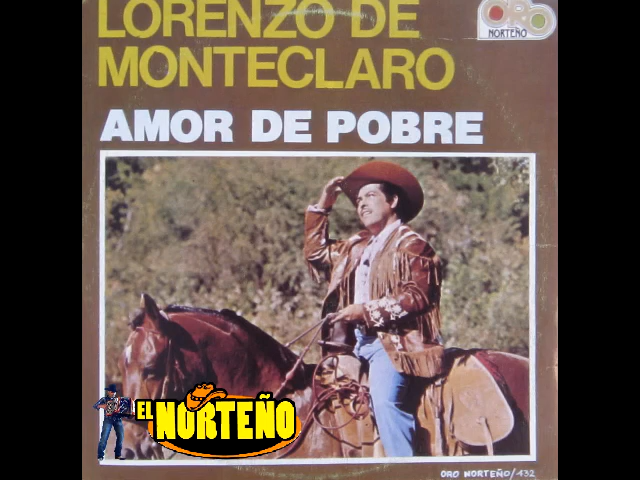 LORENZO DE
MONTECLARO
ORO
NORTEÑO
AMOR DE POBRE
EL NORTEÑO
ORO NORTEÑO/432